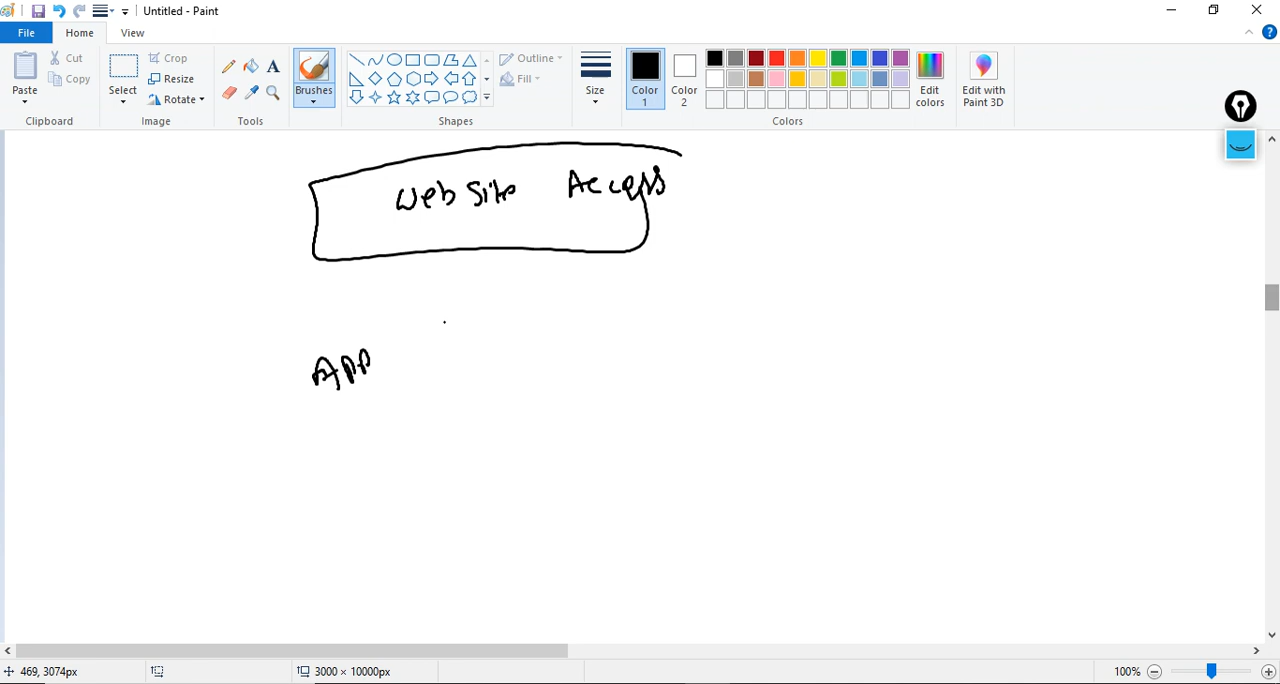 Untitled - Paint
File Home View
Paste
Cut
Copy
Clipboard
Select
Crop
Resize
Rotate
Image
Tools
Brushes
Shapes
Outline
Fill
Size
Color 1
Color 2
Colors
Edit colors
Edit with Paint 3D
Web Site Access
App
469, 3074px
3000 × 10000px
100%